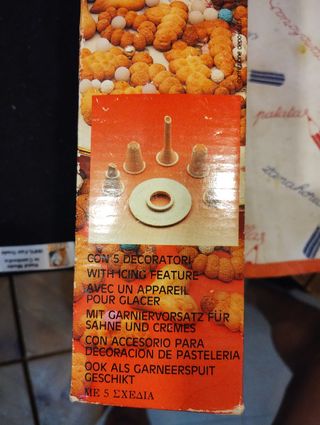 CON 5 DECORATORI
WITH ICING FEATURE
AVEC UN APPAREIL
POUR GLACER
MIT GARNIERVORSATZ FÜR
SAHNE UND CREMES
CON ACCESORIO PARA
DECORACION DE PASTELERIA
OOK ALS GARNEERSPUIT
GESCHIKT
ΜΕ 5 ΣΧΕΔΙΑ